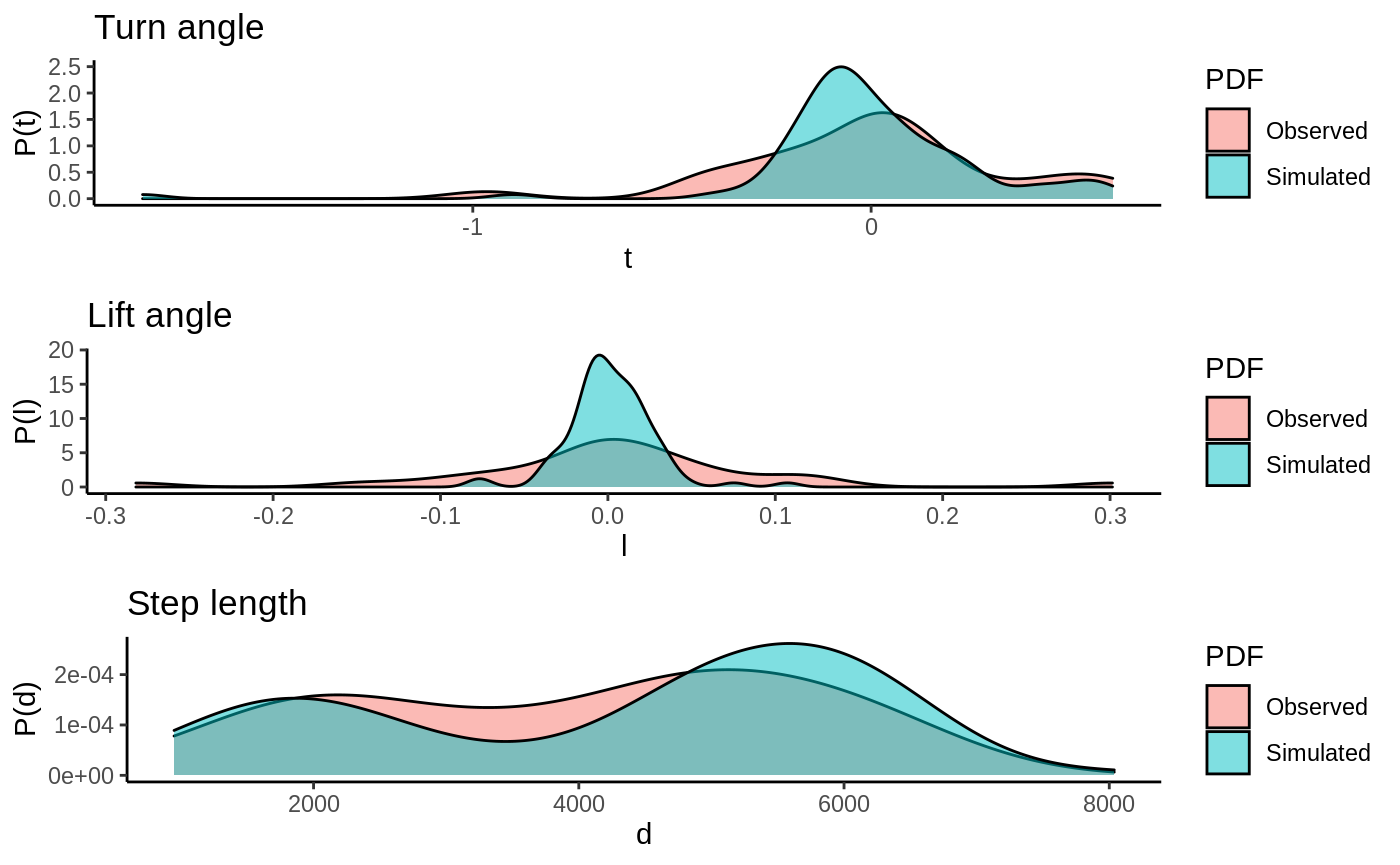 Turn angle
2.5
2.0
1.5
1.0
0.5
0.0
P(t)
-1
0
t
PDF
Observed
Simulated
Lift angle
20
15
10
5
0
P(l)
-0.3
-0.2
-0.1
0.0
0.1
0.2
0.3
l
PDF
Observed
Simulated
Step length
2e-04
1e-04
0e+00
P(d)
2000
4000
6000
8000
d
PDF
Observed
Simulated